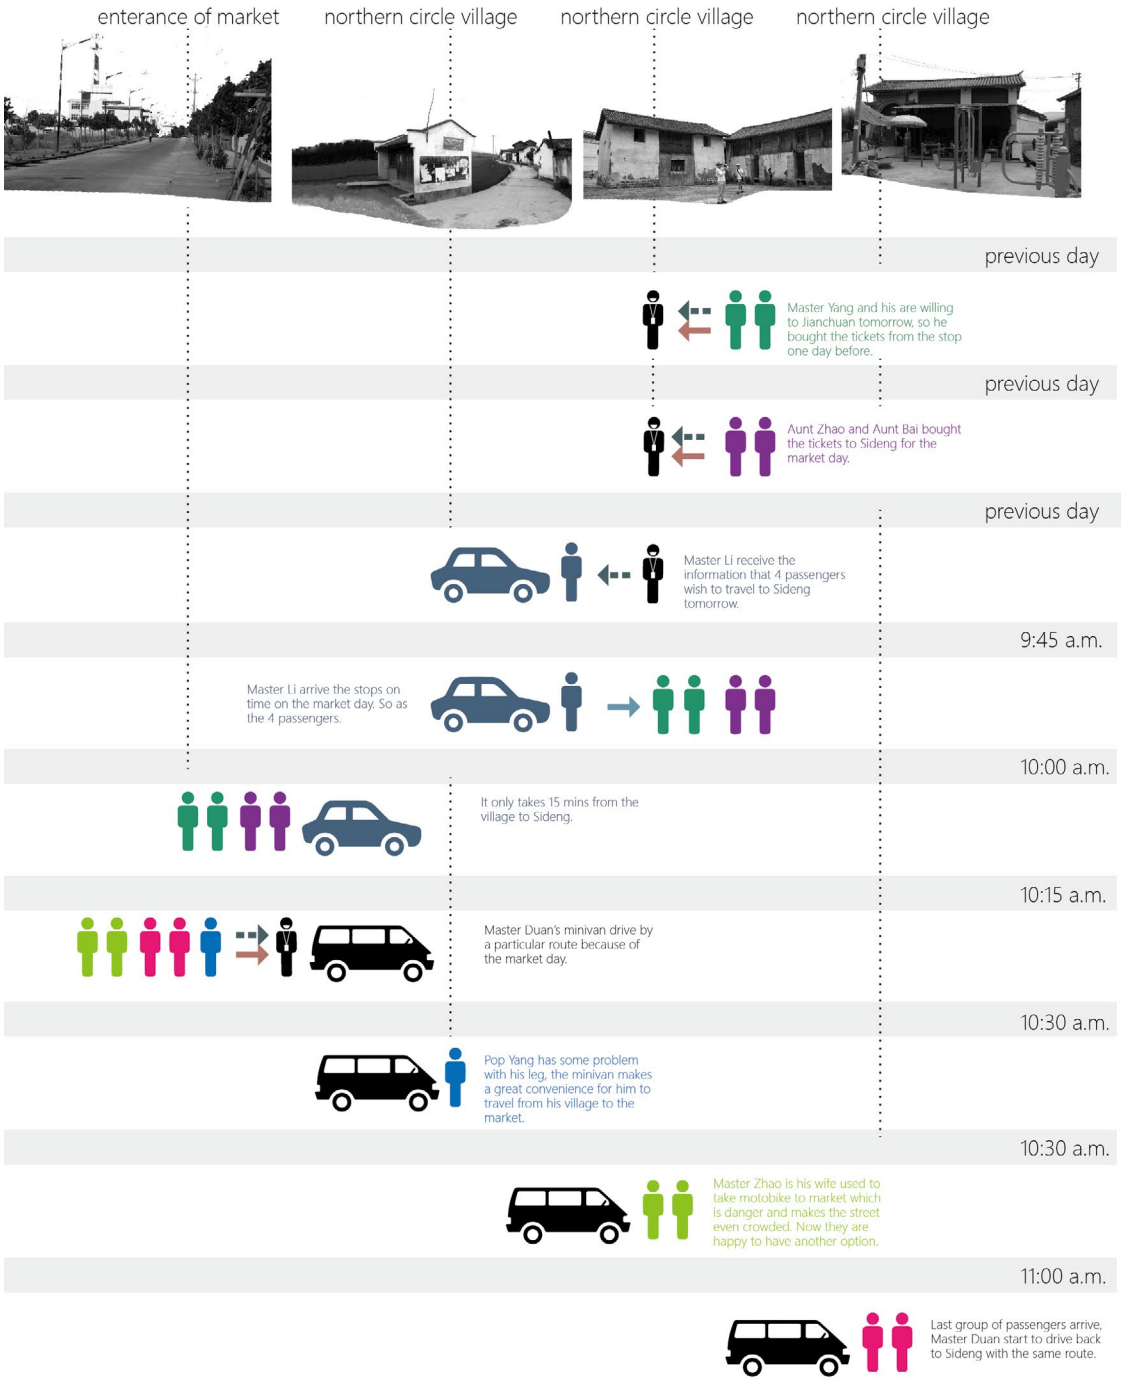 enterance of market
northern circle village
northern circle village
northern circle village
previous day
Master Yang and his are willing
to Jianchuan tomorrow, so he
bought the tickets from the stop
one day before.
previous day
Aunt Zhao and Aunt Bai bought
the tickets to Sideng for the
market day.
previous day
Master Li receive the
information that 4 passengers
wish to travel to Sideng
tomorrow.
9:45 a.m.
Master Li arrive the stops on
time on the market day. So as
the 4 passengers.
10:00 a.m.
It only takes 15 mins from the
village to Sideng.
10:15 a.m.
Master Duan's minivan drive by
a particular route because of
the market day.
10:30 a.m.
Pop Yang has some problem
with his leg, the minivan makes
a great convenience for him to
travel from his village to the
market.
10:30 a.m.
Master Zhao is his wife used to
take motobike to market which
is danger and makes the street
even crowded. Now they are
happy to have another option.
11:00 a.m.
Last group of passengers arrive,
Master Duan start to drive back
to Sideng with the same route.